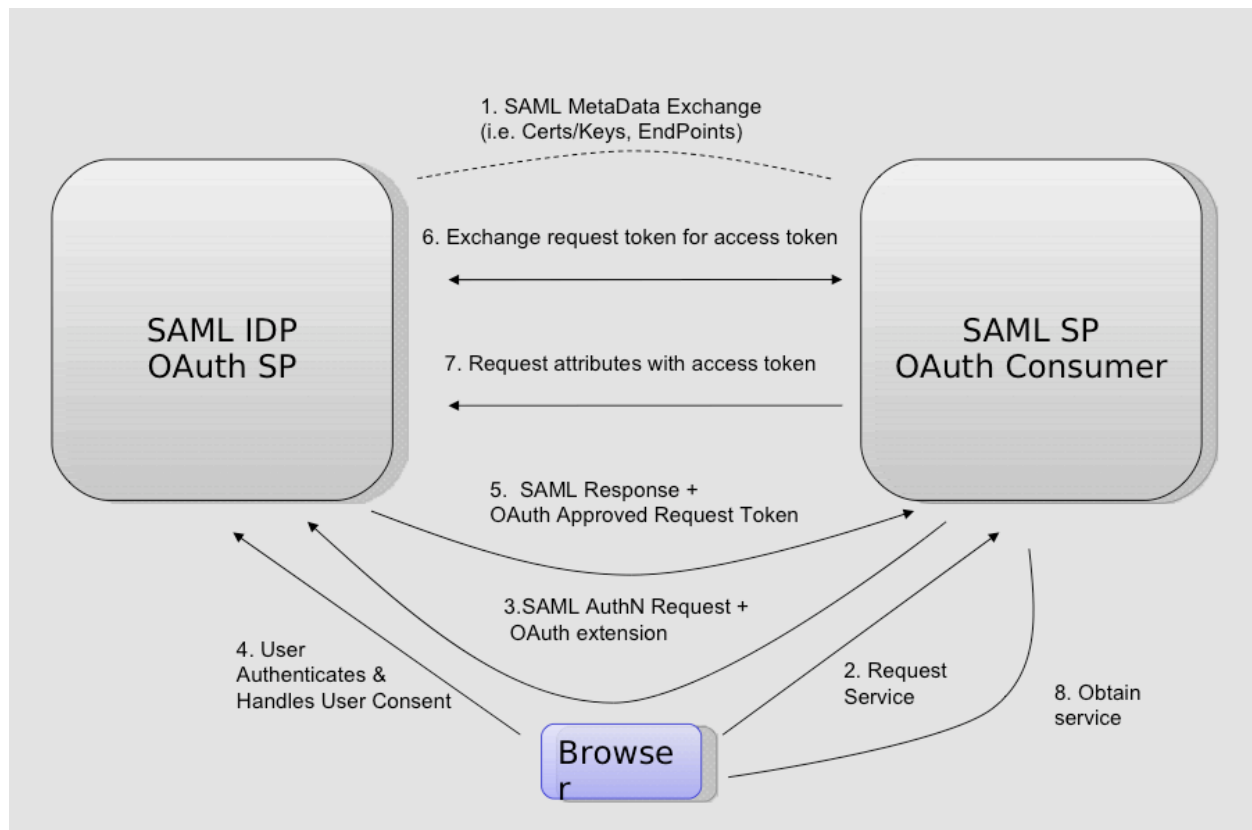 1. SAML MetaData Exchange
(i.e. Certs/Keys, EndPoints)
6. Exchange request token for access token
SAML IDP
OAuth SP
SAML SP
OAuth Consumer
7. Request attributes with access token
5. SAML Response +
OAuth Approved Request Token
3.SAML AuthN Request +
OAuth extension
4. User
Authenticates &
Handles User Consent
2. Request
Service
8. Obtain
service
Browse
r